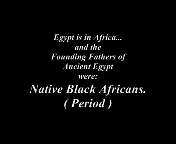 Egypt is in Africa...
and the
Founding Fathers of
Ancient Egypt
were:
Native Black Africans.
( Period )